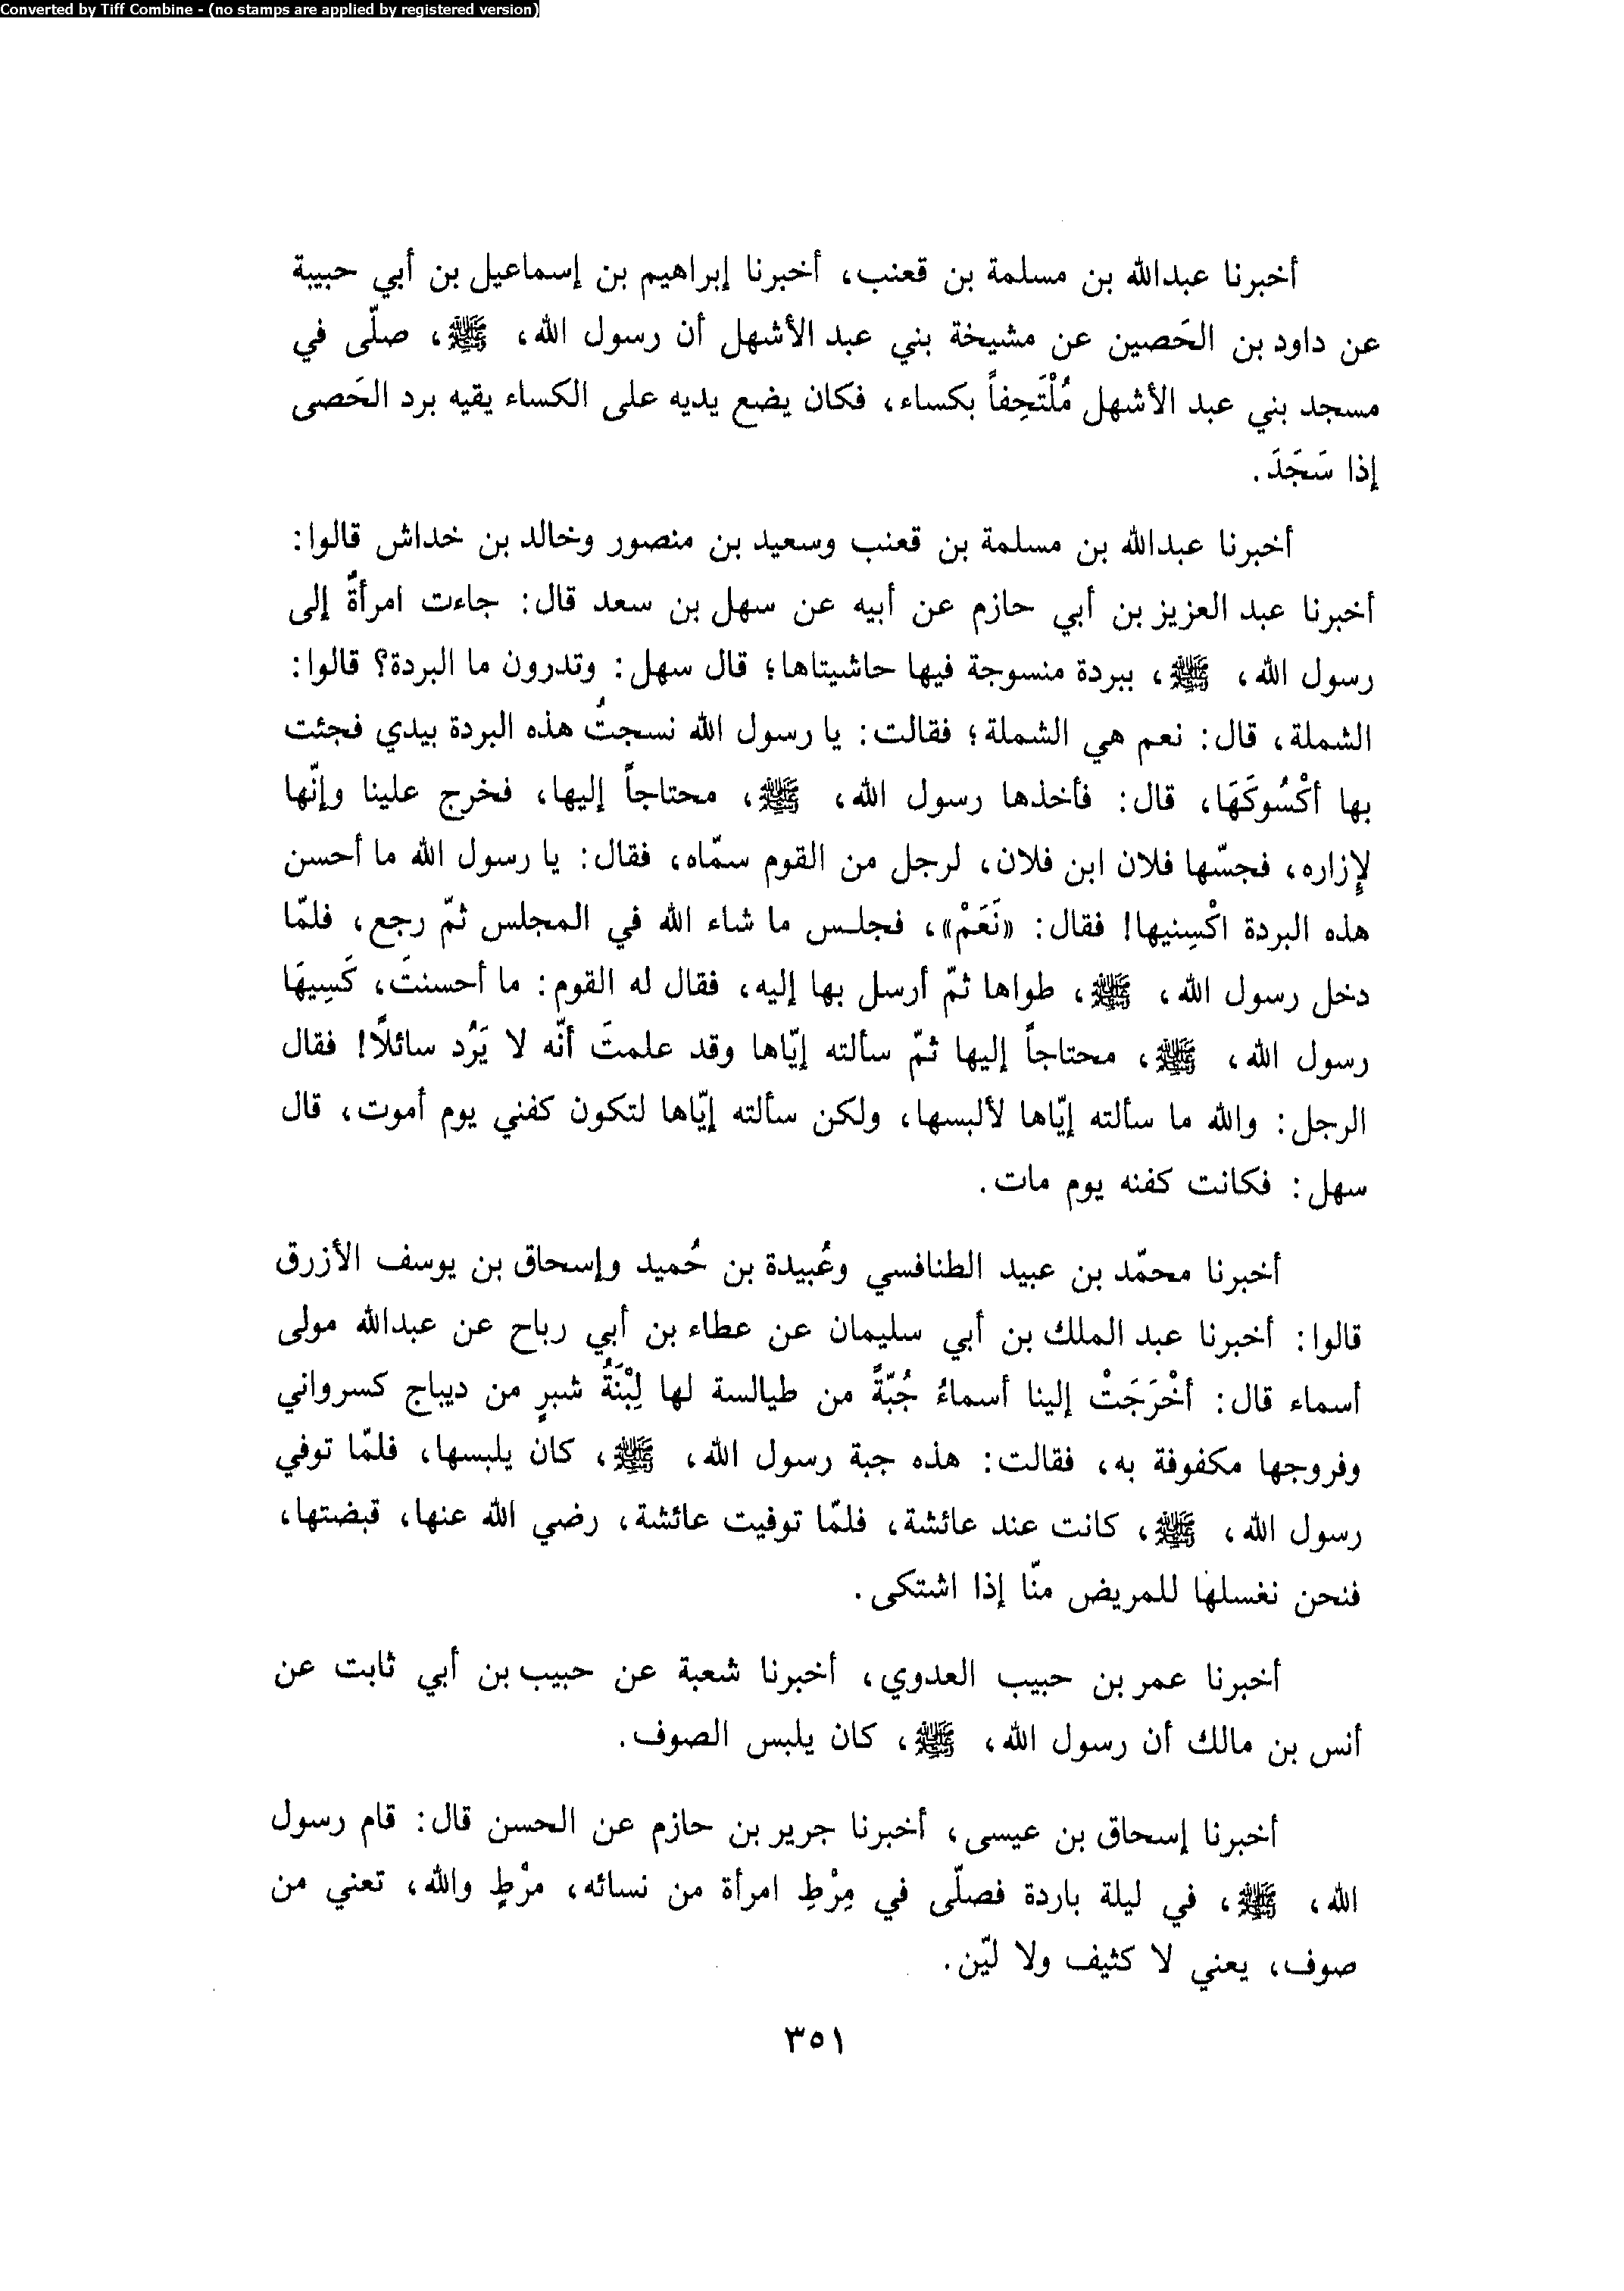 Converted by Tiff Combine - (no stamps are applied by registered version)
أخبرنا عبدالله بن مسلمة بن قعنب، أخبرنا إبراهيم بن إسماعيل بن أبي حبيبة
عن داود بن الحَصين عن مشيخة بني عبد الأشهل أن رسول الله، ﷺ، صلّى في
مسجد بني عبد الأشهل مُلْتَحِفاً بكساء، فكان يضع يديه على الكساء يقيه برد الحَصى
إذا سَجَدَ.
أخبرنا عبدالله بن مسلمة بن قعنب وسعيد بن منصور وخالد بن خداش قالوا:
أخبرنا عبد العزيز بن أبي حازم عن أبيه عن سهل بن سعد قال: جاءت امرأةٌ إلى
رسول الله، ﷺ، ببردة منسوجة فيها حاشيتاها؛ قال سهل: وتدرون ما البردة؟ قالوا:
الشملة، قال: نعم هي الشملة؛ فقالت: يا رسول الله نسجتُ هذه البردة بيدي فجئت
بها أكْسُوكَهَا، قال: فأخذها رسول الله، ﷺ، محتاجاً إليها، فخرج علينا وإنّها
لإزاره، فجسّها فلان ابن فلان، لرجل من القوم سمّاه، فقال: يا رسول الله ما أحسن
هذه البردة اكْسِنيها! فقال: «نَعَمْ»، فجلس ما شاء الله في المجلس ثمّ رجع، فلمّا
دخل رسول الله، ﷺ، طواها ثمّ أرسل بها إليه، فقال له القوم: ما أحسنتَ، كَسِيهَا
رسول الله، ﷺ، محتاجاً إليها ثمّ سألته إيّاها وقد علمتَ أنّه لا يَرُد سائلًا! فقال
الرجل: والله ما سألته إيّاها لألبسها، ولكن سألته إيّاها لتكون كفني يوم أموت، قال
سهل: فكانت كفنه يوم مات.
أخبرنا محمّد بن عبيد الطنافسي وعُبيدة بن حُميد وإسحاق بن يوسف الأزرق
قالوا: أخبرنا عبد الملك بن أبي سليمان عن عطاء بن أبي رباح عن عبدالله مولى
أسماء قال: أخْرَجَتْ إلينا أسماءُ جُبّةً من طيالسة لها لِبْنَةُ شبرٍ من ديباج كسرواني
وفروجها مكفوفة به، فقالت: هذه جبة رسول الله، ﷺ، كان يلبسها، فلمّا توفي
رسول الله، ﷺ، كانت عند عائشة، فلمّا توفيت عائشة، رضي الله عنها، قبضتها،
فنحن نغسلها للمريض منّا إذا اشتكى.
أخبرنا عمر بن حبيب العدوي، أخبرنا شعبة عن حبيب بن أبي ثابت عن
أنس بن مالك أن رسول الله، ﷺ، كان يلبس الصوف.
أخبرنا إسحاق بن عيسى، أخبرنا جرير بن حازم عن الحسن قال: قام رسول
الله، ﷺ، في ليلة باردة فصلّى في مِرْطِ امرأة من نسائه، مرْطٍ والله، تعني من
صوف، يعني لا كثيف ولا ليّن.
٣٥١